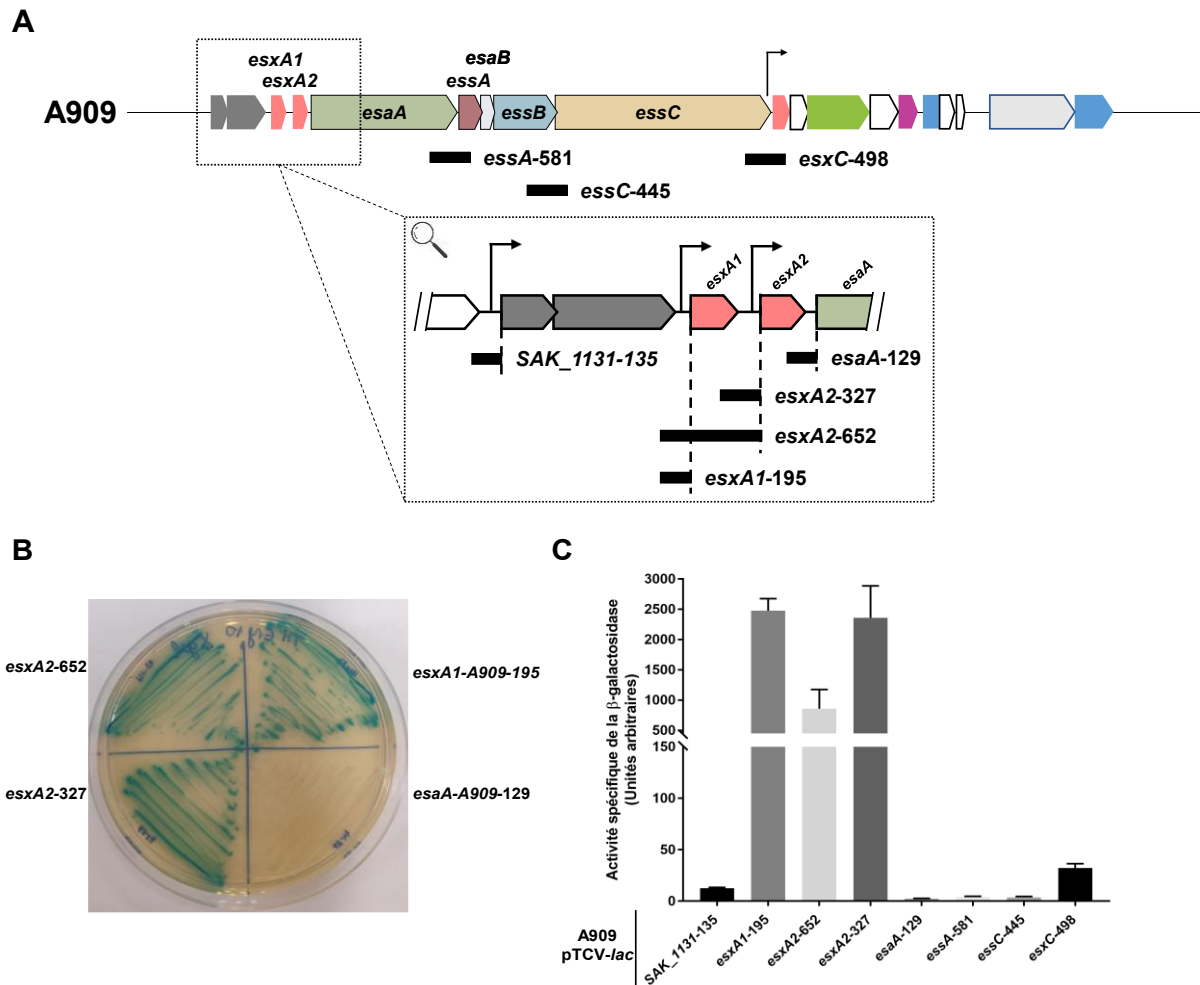 A
esxA1
esxA2
esaB
essA
A909
esaA
essB
essC
essA-581
esxC-498
essC-445
esxA1
esxA2
esaA
SAK_1131-135
esaA-129
esxA2-327
esxA2-652
esxA1-195
B
esxA2-652
esxA1-A909-195
esxA2-327
esaA-A909-129
C
Activité spécifique de la β-galactosidase
(Unités arbitraires)
3000
2500
2000
1500
1000
500
150
100
50
0
A909
pTCV-lac
SAK_1131-135
esxA1-195
esxA2-652
esxA2-327
esaA-129
essA-581
essC-445
esxC-498